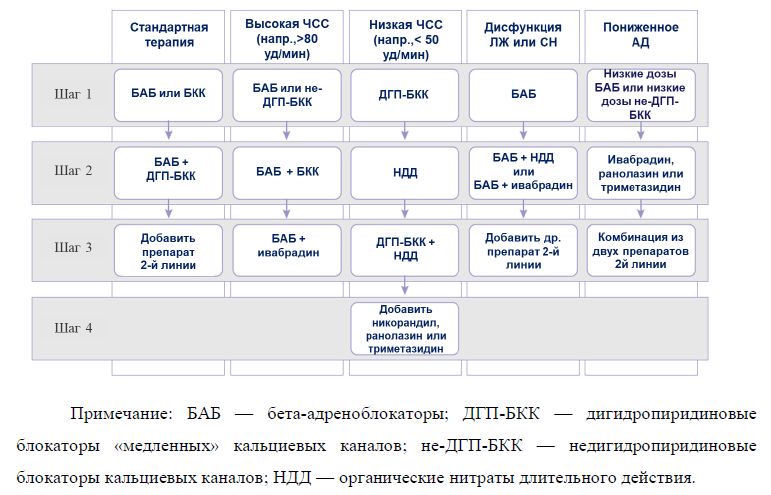 Стандартная
терапия
Высокая ЧСС
(напр.,>80
уд/мин)
Низкая ЧСС
(напр.,< 50
уд/мин)
Дисфункция
ЛЖ или СН
Пониженное
АД
Шаг 1
БАБ или БКК
БАБ или не-
ДГП-БКК
ДГП-БКК
БАБ
Низкие дозы
БАБ или низкие
дозы не-ДГП-
БКК
Шаг 2
БАБ +
ДГП-БКК
БАБ + БКК
НДД
БАБ + НДД
или
БАБ + ивабрадин
Ивабрадин,
ранолазин или
триметазидин
Шаг 3
Добавить
препарат
2-й линии
БАБ +
ивабрадин
ДГП-БКК +
НДД
Добавить др.
препарат 2-й
линии
Комбинация из
двух препаратов
2й линии
Шаг 4
Добавить
никорандил,
ранолазин или
триметазидин
Примечание: БАБ — бета-адреноблокаторы; ДГП-БКК — дигидропиридиновые
блокаторы «медленных» кальциевых каналов; не-ДГП-БКК — недигидропиридиновые
блокаторы кальциевых каналов; НДД — органические нитраты длительного действия.